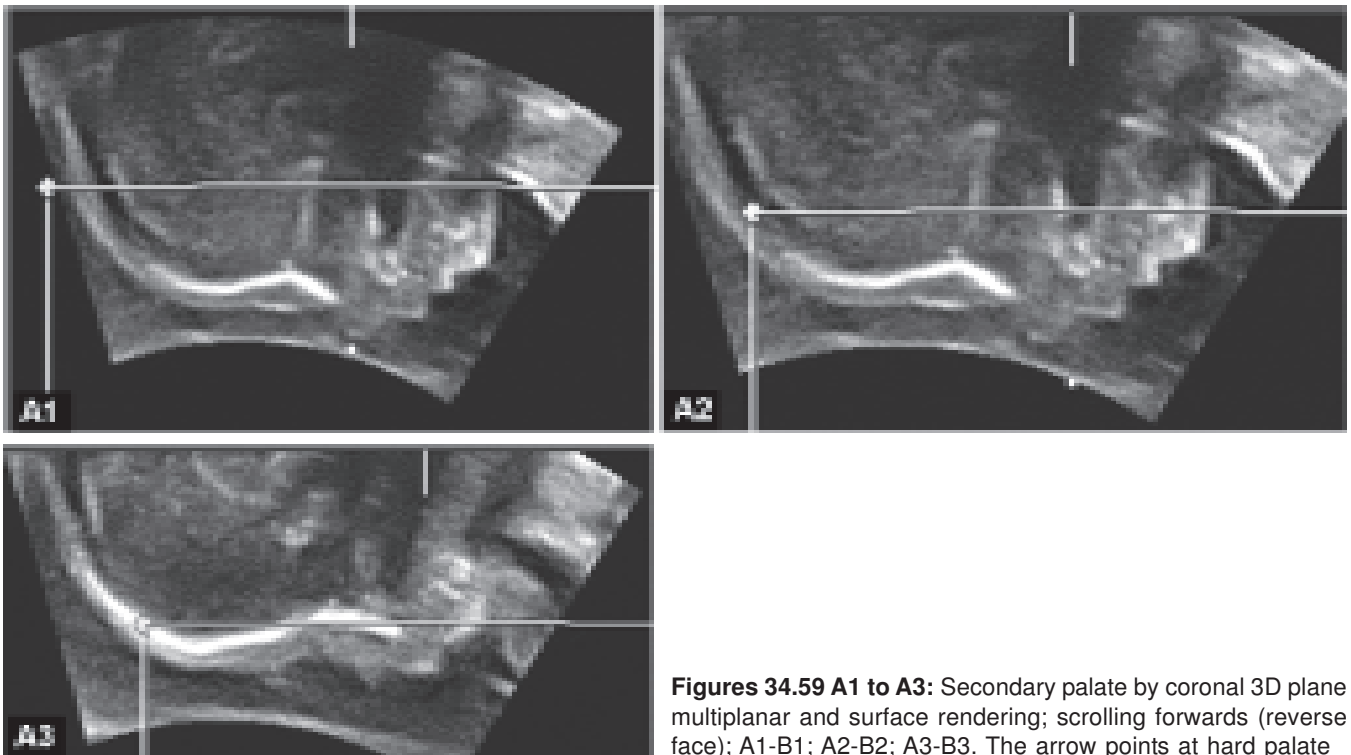 A1
A2
A3
Figures 34.59 A1 to A3: Secondary palate by coronal 3D plane
multiplanar and surface rendering; scrolling forwards (reverse
face); A1-B1; A2-B2; A3-B3. The arrow points at hard palate